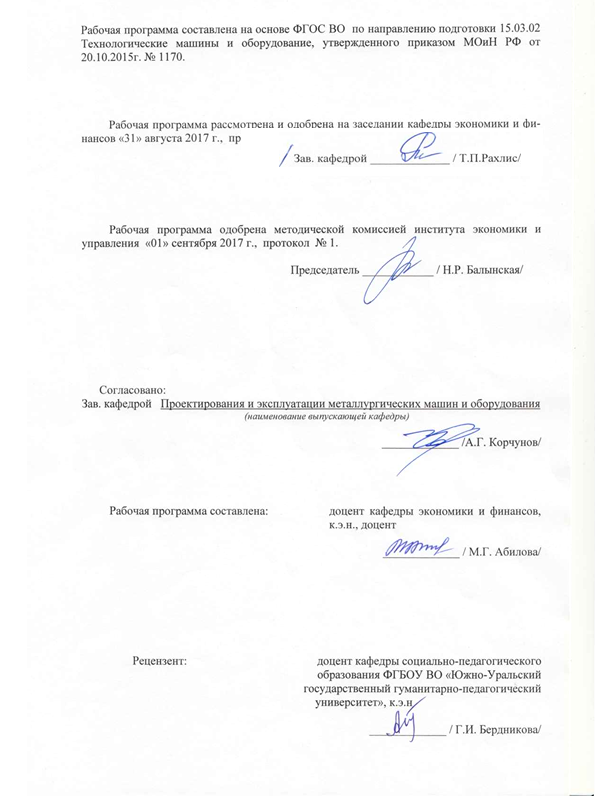 Рабочая программа составлена на основе ФГОС ВО по направлению подготовки 15.03.02
Технологические машины и оборудование, утвержденного приказом МОиН РФ от
20.10.2015г. № 1170.
Рабочая программа рассмотрена и одобрена на заседании кафедры экономики и фи-
нансов «31» августа 2017 г., пр
Зав. кафедрой ______________ / Т.П.Рахлис/
Рабочая программа одобрена методической комиссией института экономики и
управления «01» сентября 2017 г., протокол № 1.
Председатель _____________ / Н.Р. Балынская/
Согласовано:
Зав. кафедрой Проектирования и эксплуатации металлургических машин и оборудования
(наименование выпускающей кафедры)
_____________ /А.Г. Корчунов/
Рабочая программа составлена: доцент кафедры экономики и финансов,
к.э.н., доцент
_____________ / М.Г. Абилова/
Рецензент: доцент кафедры социально-педагогического
образования ФГБОУ ВО «Южно-Уральский
государственный гуманитарно-педагогический
университет», к.э.н
_____________ / Г.И. Бердникова/